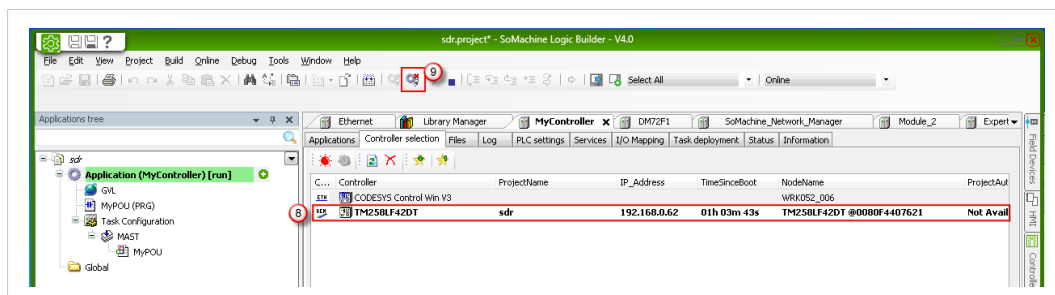 sdr.project* - SoMachine Logic Builder - V4.0
File Edit View Project Build Online Debug Tools Window Help
9
Select All Online
Applications tree
Ethernet Library Manager MyController DM72F1 SoMachine_Network_Manager Module_2 Expert
Applications Controller selection Files Log PLC settings Services I/O Mapping Task deployment Status Information
sdr
Application (MyController) [run]
GVL
MyPOU (PRG)
Task Configuration
MAST
MyPOU
Global
C... Controller ProjectName IP_Address TimeSinceBoot NodeName ProjectAut
ETH CODESYS Control Win V3 WRK052_006
8
TM258LF42DT sdr 192.168.0.62 01h 03m 43s TM258LF42DT @0080F4407621 Not Avail
Field Devices
HMI
Controlle